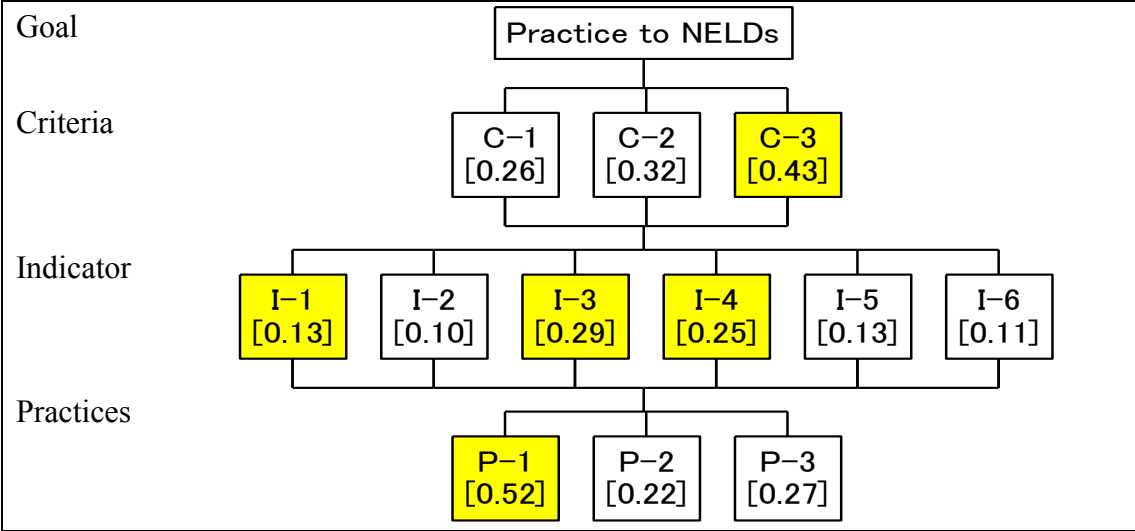 Goal
Practice to NELDs
Criteria
C-1 C-2 C-3
[0.26] [0.32] [0.43]
Indicator
I-1 I-2 I-3 I-4 I-5 I-6
[0.13] [0.10] [0.29] [0.25] [0.13] [0.11]
Practices
P-1 P-2 P-3
[0.52] [0.22] [0.27]